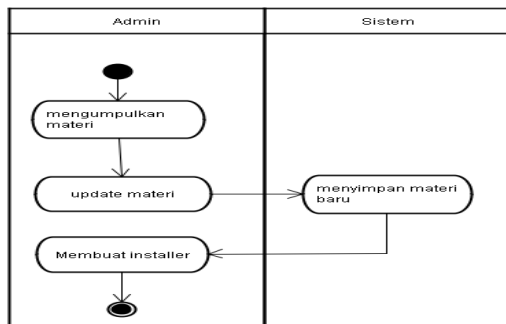 Admin
Sistem
mengumpulkan
materi
update materi
menyimpan materi
baru
Membuat installer